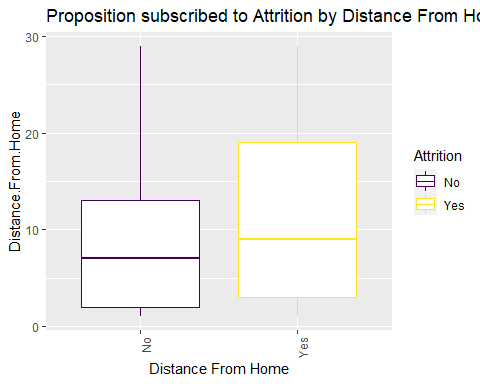 Proposition subscribed to Attrition by Distance From Ho
30
20
10
0
Distance.From.Home
No
Yes
Distance From Home
Attrition
No
Yes